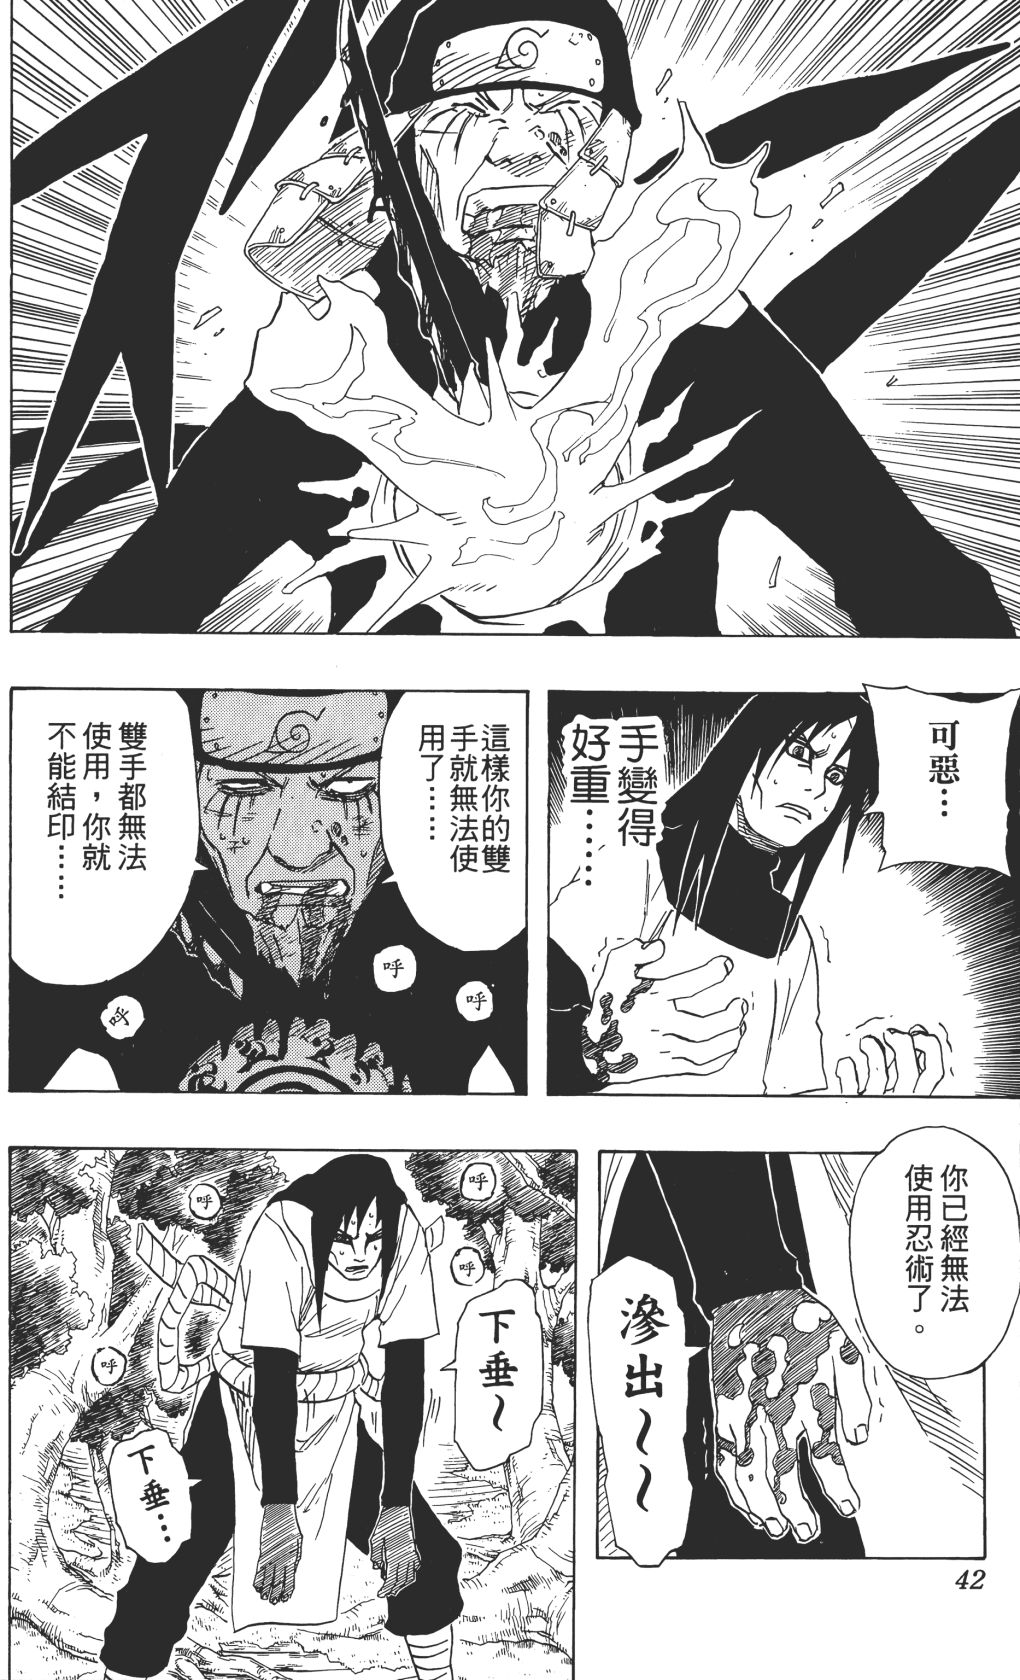 可惡…
手變得
好重……
這樣你的雙
手就無法使
用了……
雙手都無法
使用，你就
不能結印……
呼
呼
呼
你已經無法
使用忍術了。
滲出～～
呼
呼
呼
下垂～
呼
下垂…
42